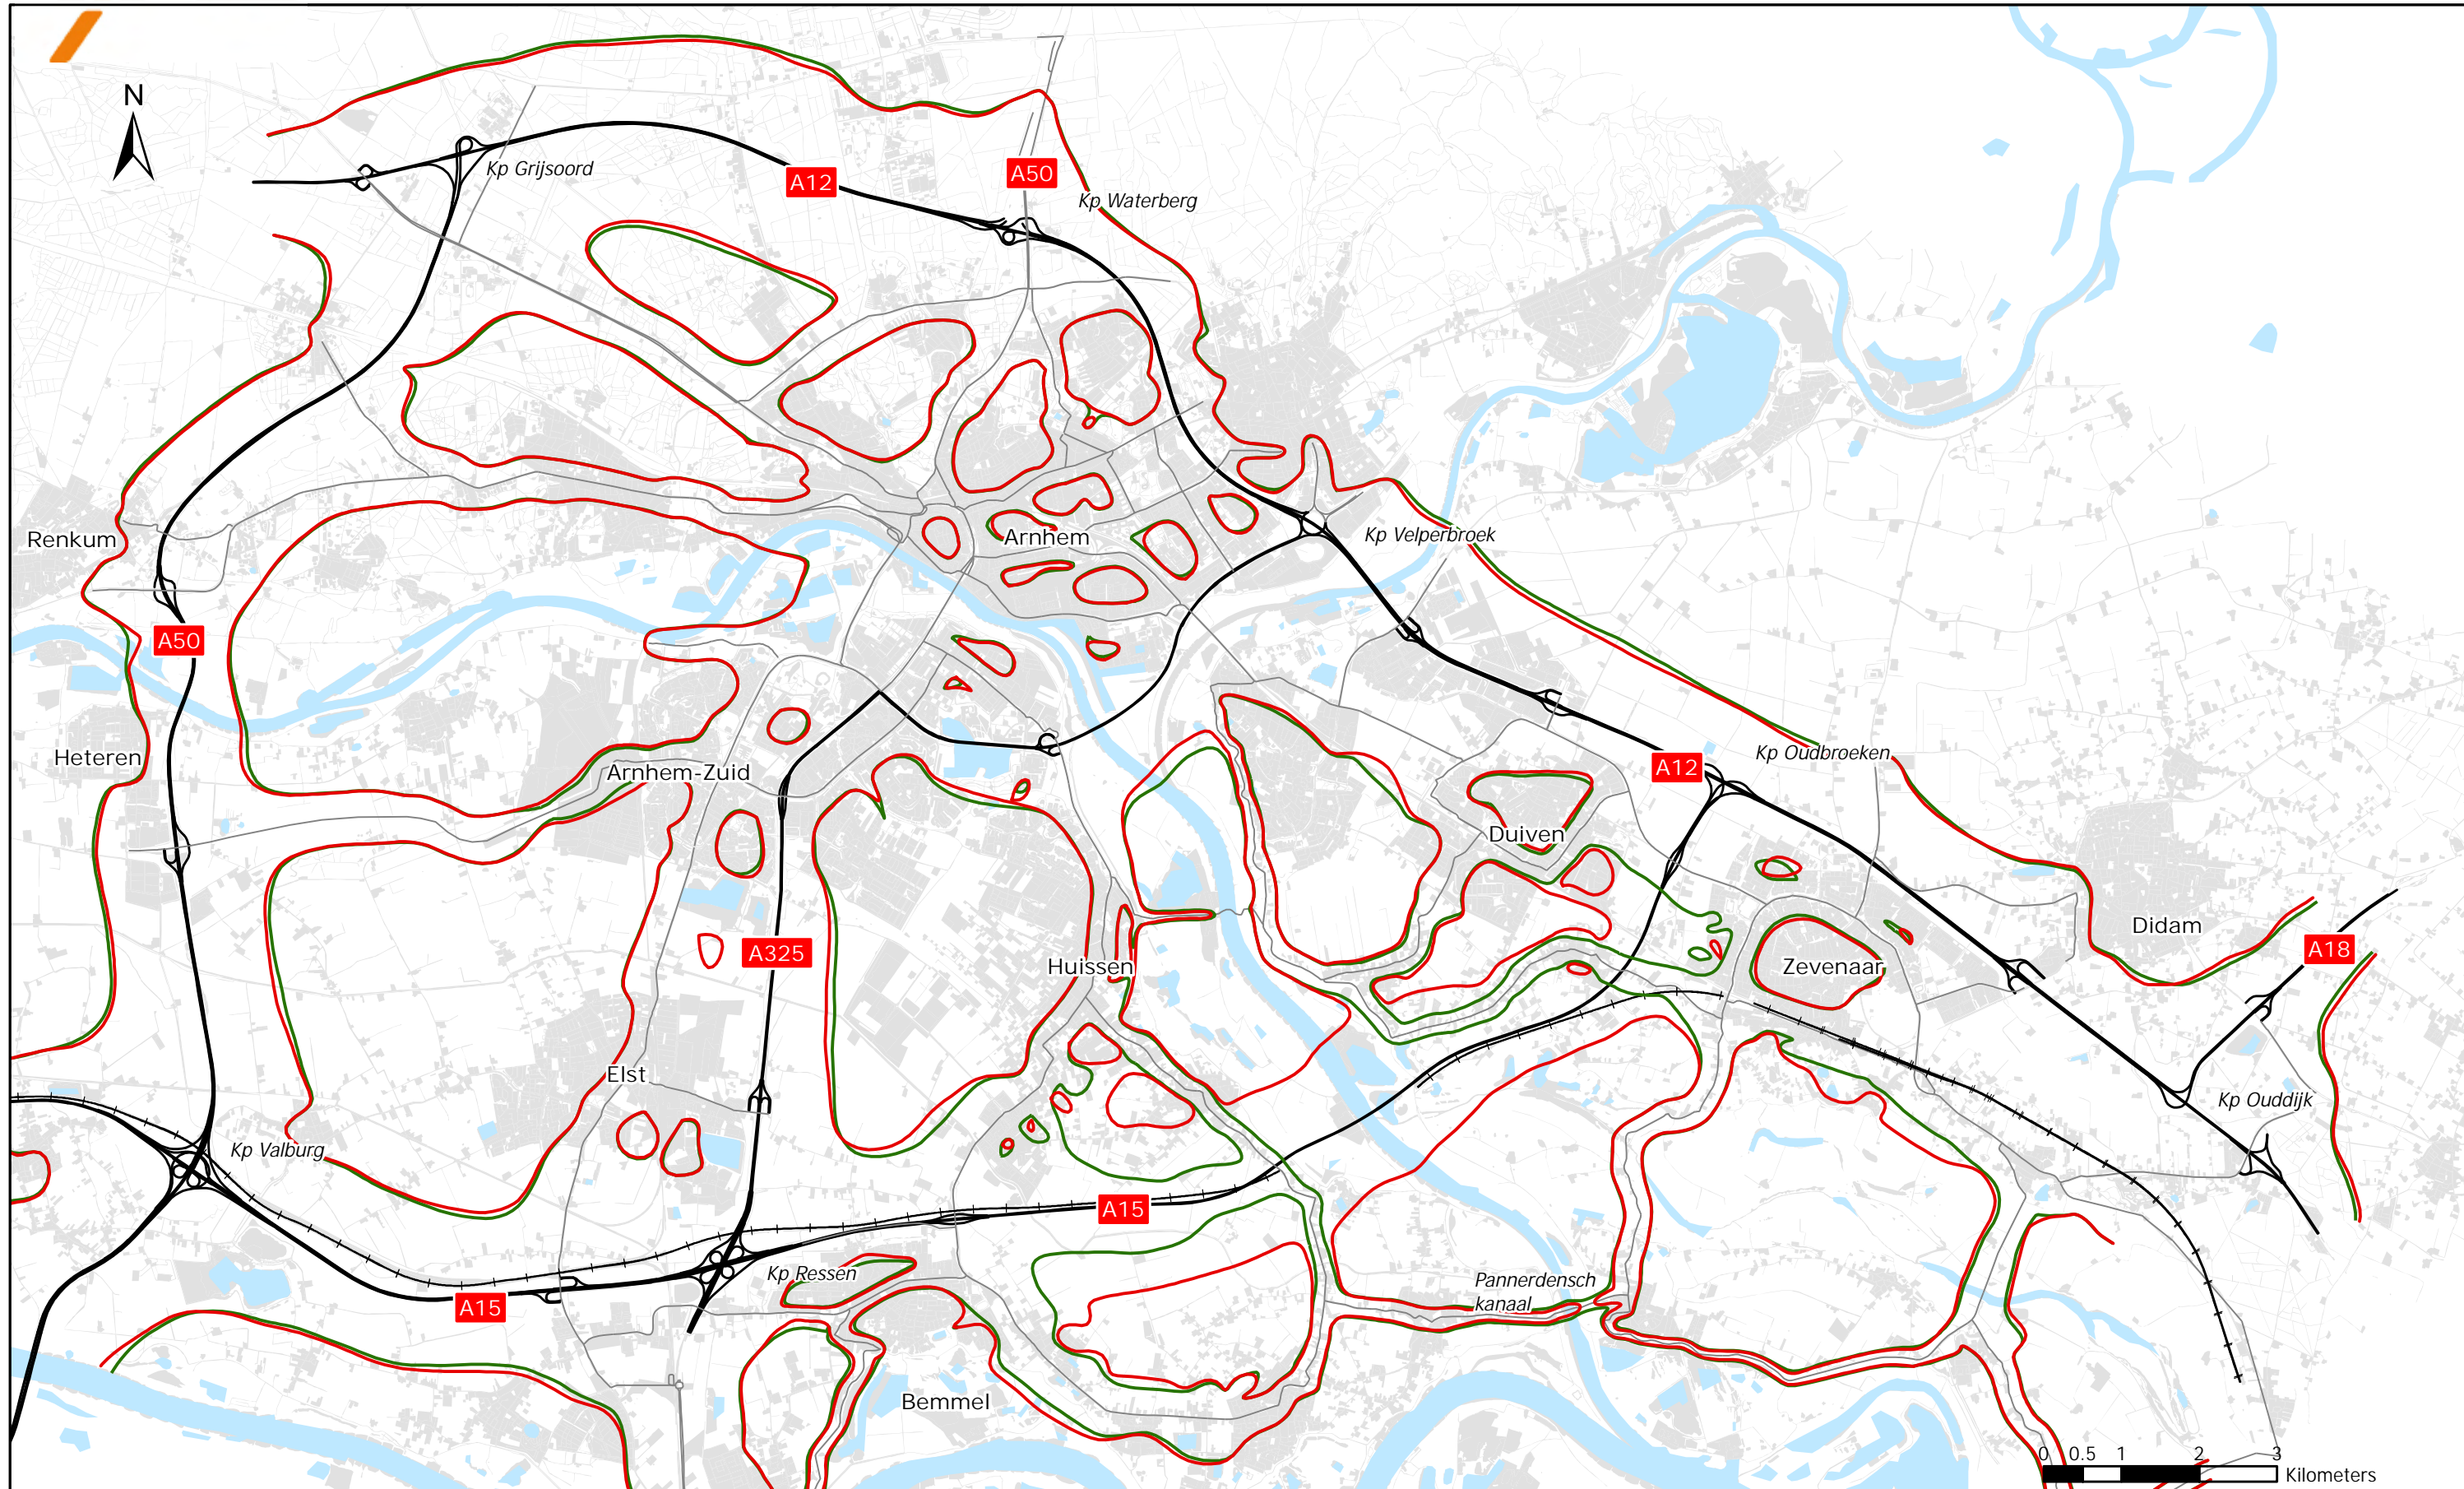 N
Kp Grijsoord
A12
A50
Kp Waterberg
Renkum
Arnhem
Kp Velperbroek
A50
Heteren
Arnhem-Zuid
Kp Oudbroeken
A12
Duiven
Didam
A325
Huissen
Zevenaar
A18
Elst
Kp Ouddijk
Kp Valburg
A15
Kp Ressen
Pannerdensch
kanaal
A15
Bemmel
0 0.5 1 2 3
Kilometers